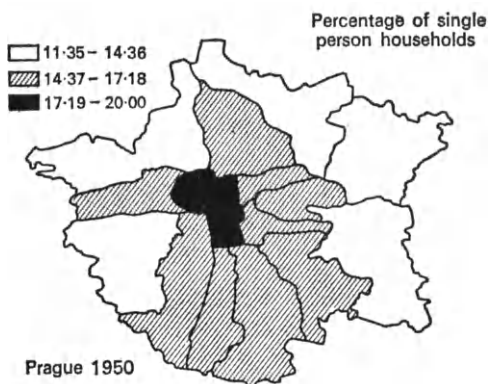 Percentage of single
person households
11·35 – 14·36
14·37 – 17·18
17·19 – 20·00
Prague 1950